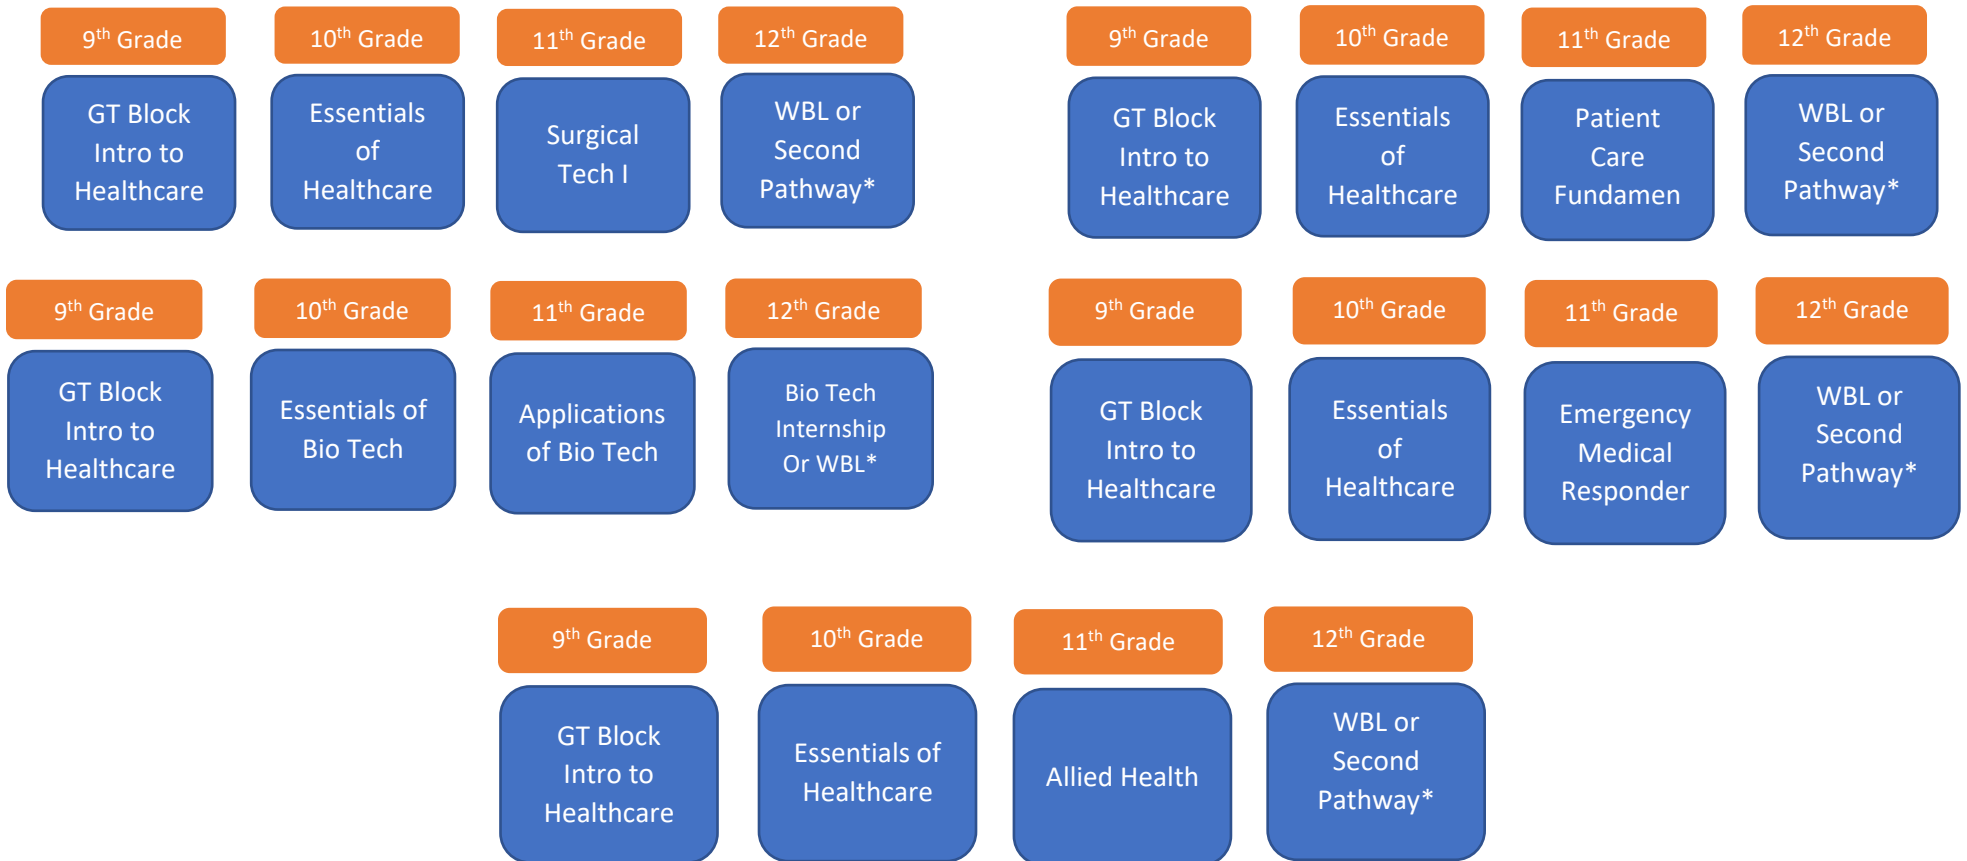 9th Grade
10th Grade
11th Grade
12th Grade
GT Block
Intro to
Healthcare
Essentials
of
Healthcare
Surgical
Tech I
WBL or
Second
Pathway*
9th Grade
10th Grade
11th Grade
12th Grade
GT Block
Intro to
Healthcare
Essentials
of
Healthcare
Patient
Care
Fundamen
WBL or
Second
Pathway*
9th Grade
10th Grade
11th Grade
12th Grade
GT Block
Intro to
Healthcare
Essentials of
Bio Tech
Applications
of Bio Tech
Bio Tech
Internship
Or WBL*
9th Grade
10th Grade
11th Grade
12th Grade
GT Block
Intro to
Healthcare
Essentials
of
Healthcare
Emergency
Medical
Responder
WBL or
Second
Pathway*
9th Grade
10th Grade
11th Grade
12th Grade
GT Block
Intro to
Healthcare
Essentials of
Healthcare
Allied Health
WBL or
Second
Pathway*